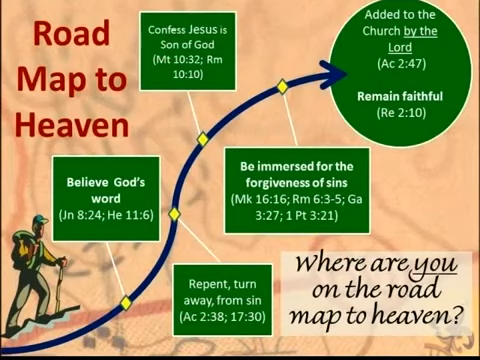 Road
Map to
Heaven
Confess Jesus is
Son of God
(Mt 10:32; Rm
10:10)
Added to the
Church by the
Lord
(Ac 2:47)
Remain faithful
(Re 2:10)
Believe God's
word
(Jn 8:24; He 11:6)
Be immersed for the
forgiveness of sins
(Mk 16:16; Rm 6:3-5; Ga
3:27; 1 Pt 3:21)
Repent, turn
away, from sin
(Ac 2:38; 17:30)
Where are you
on the road
map to heaven?